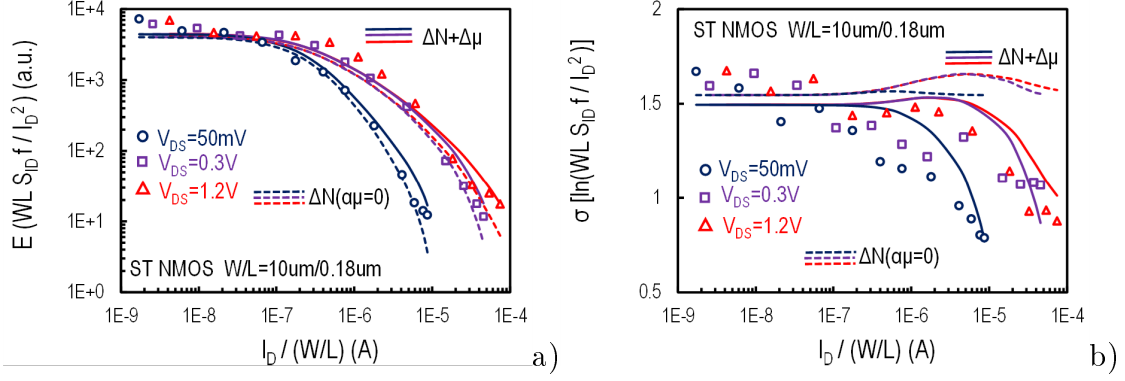 E (WL S_ID f / I_D²) (a.u.)
1E+4
1E+3
1E+2
1E+1
1E+0
ΔN+Δμ
V_DS=50mV
V_DS=0.3V
V_DS=1.2V
ΔN(αμ=0)
ST NMOS W/L=10um/0.18um
1E-9 1E-8 1E-7 1E-6 1E-5 1E-4
I_D / (W/L) (A)
a)
σ [ln(WL S_ID f / I_D²)]
2
1.5
1
0.5
ST NMOS W/L=10um/0.18um
ΔN+Δμ
V_DS=50mV
V_DS=0.3V
V_DS=1.2V
ΔN(αμ=0)
1E-9 1E-8 1E-7 1E-6 1E-5 1E-4
I_D / (W/L) (A)
b)